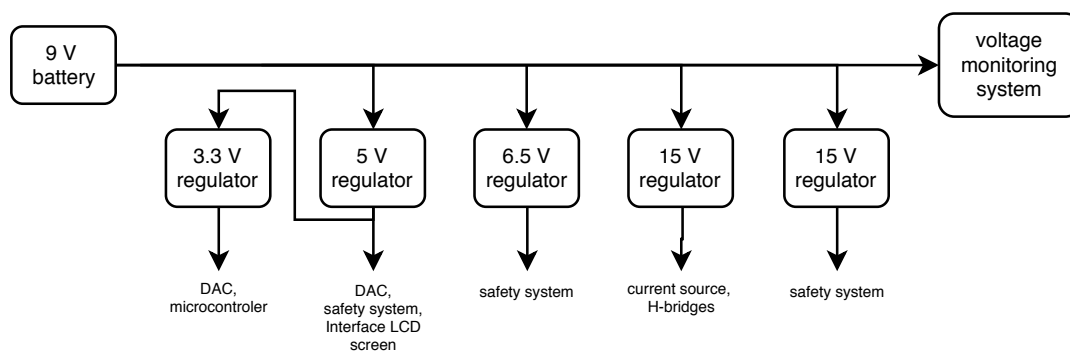 9 V
battery
voltage
monitoring
system
3.3 V
regulator
5 V
regulator
6.5 V
regulator
15 V
regulator
15 V
regulator
DAC,
microcontroler
DAC,
safety system,
Interface LCD
screen
safety system
current source,
H-bridges
safety system